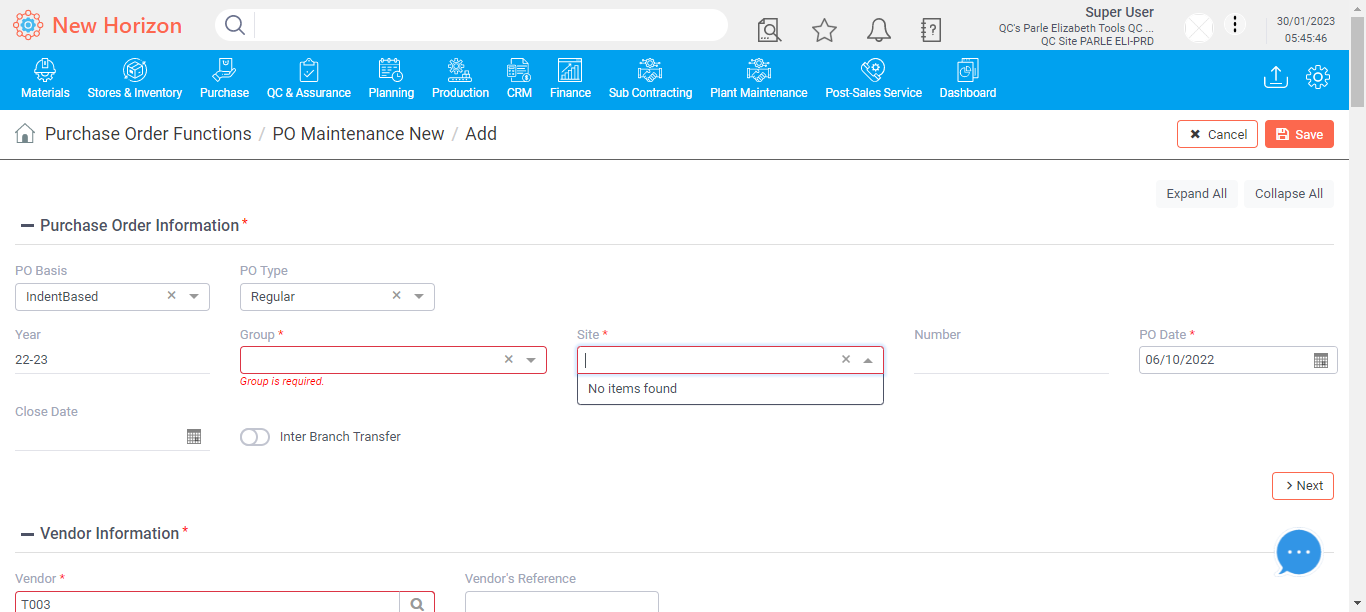 New Horizon
Super User
QC's Parle Elizabeth Tools QC ...
QC Site PARLE ELI-PRD
30/01/2023
05:45:46
Materials Stores & Inventory Purchase QC & Assurance Planning Production CRM Finance Sub Contracting Plant Maintenance Post-Sales Service Dashboard
Purchase Order Functions / PO Maintenance New / Add
Cancel Save
Expand All Collapse All
Purchase Order Information *
PO Basis PO Type
IndentBased Regular
Year Group * Site * Number PO Date *
22-23 06/10/2022
Group is required.
No items found
Close Date
Inter Branch Transfer
> Next
Vendor Information *
Vendor * Vendor's Reference
T003